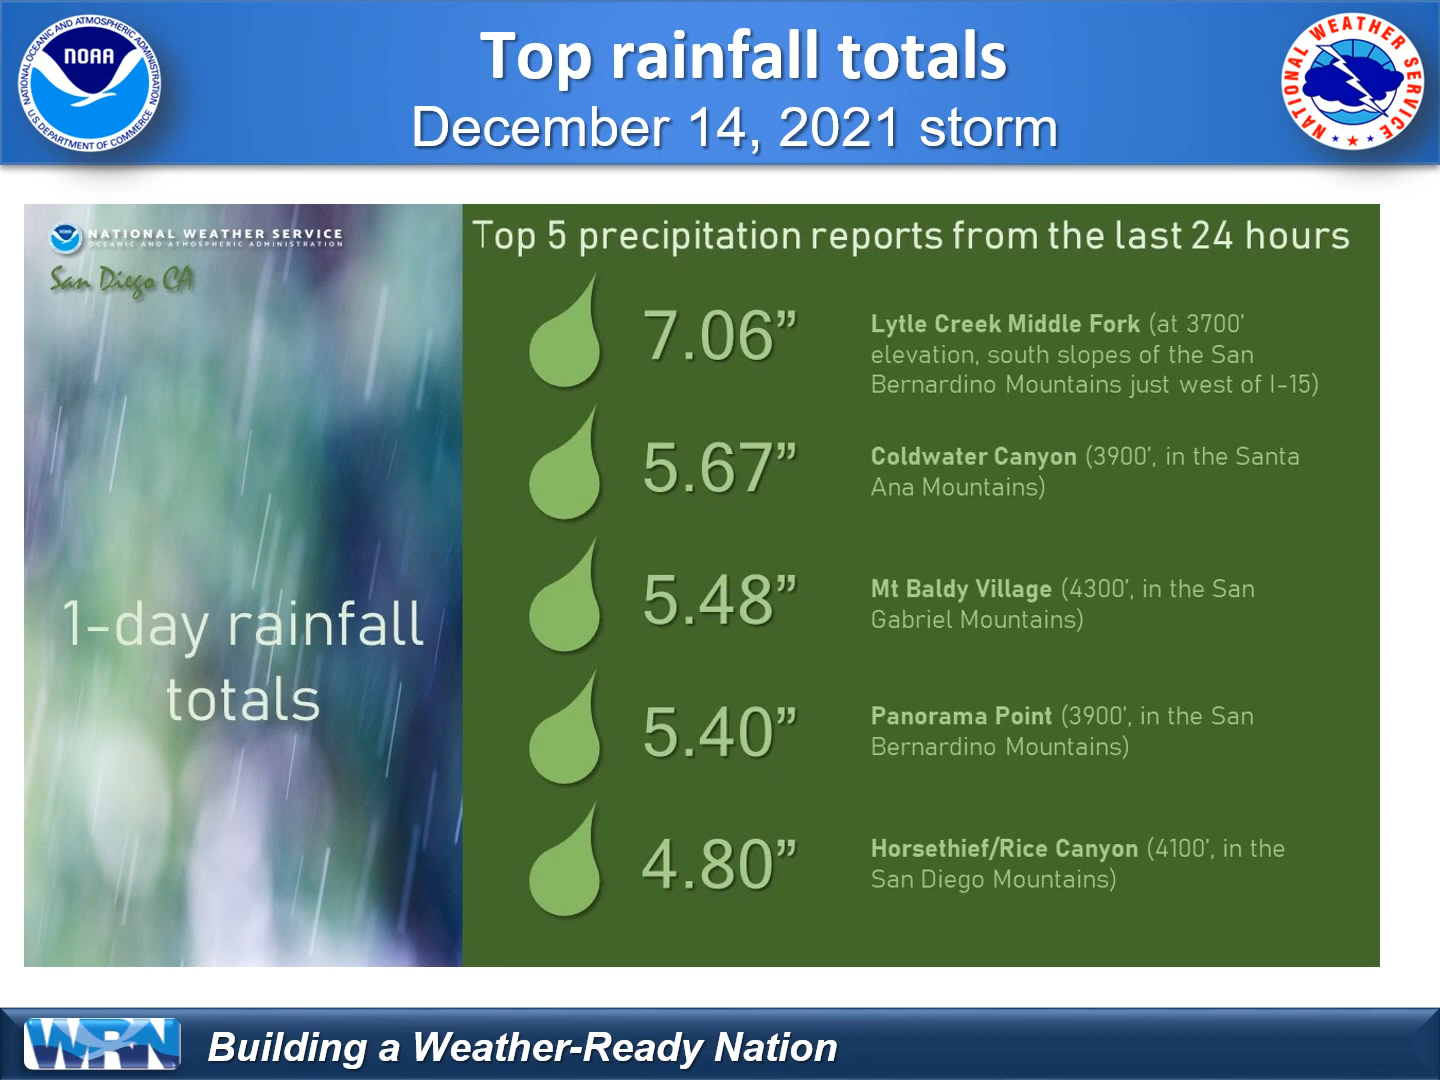 NATIONAL OCEANIC AND ATMOSPHERIC ADMINISTRATION
U.S. DEPARTMENT OF COMMERCE
NOAA
Top rainfall totals
December 14, 2021 storm
NATIONAL WEATHER SERVICE
NATIONAL WEATHER SERVICE
OCEANIC AND ATMOSPHERIC ADMINISTRATION
San Diego CA
1-day rainfall
totals
Top 5 precipitation reports from the last 24 hours
7.06”
Lytle Creek Middle Fork (at 3700’
elevation, south slopes of the San
Bernardino Mountains just west of I-15)
5.67”
Coldwater Canyon (3900’, in the Santa
Ana Mountains)
5.48”
Mt Baldy Village (4300’, in the San
Gabriel Mountains)
5.40”
Panorama Point (3900’, in the San
Bernardino Mountains)
4.80”
Horsethief/Rice Canyon (4100’, in the
San Diego Mountains)
WRN
Building a Weather-Ready Nation